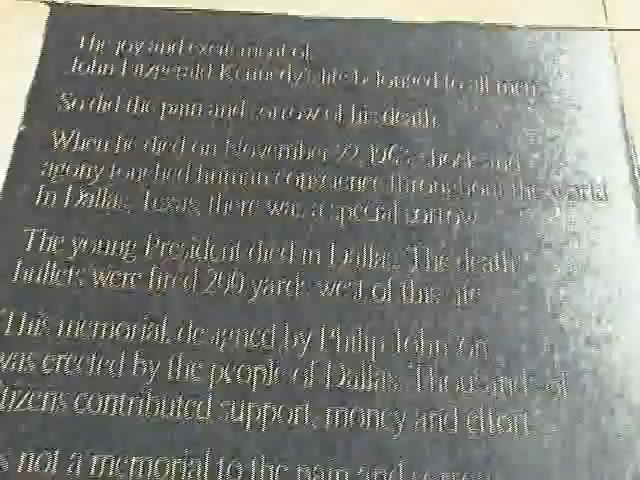 The joy and excitement of
John Fitzgerald Kennedy's life belonged to all men.
So did the pain and sorrow of his death.
When he died on November 22, 1963, shock and
agony touched human conscience throughout the world.
In Dallas, Texas, there was a special sorrow.
The young President died in Dallas. The death
bullets were fired 200 yards west of this site.
This memorial, designed by Philip Johnson,
was erected by the people of Dallas. Thousands of
citizens contributed support, money and effort.
is not a memorial to the pain and sorrow